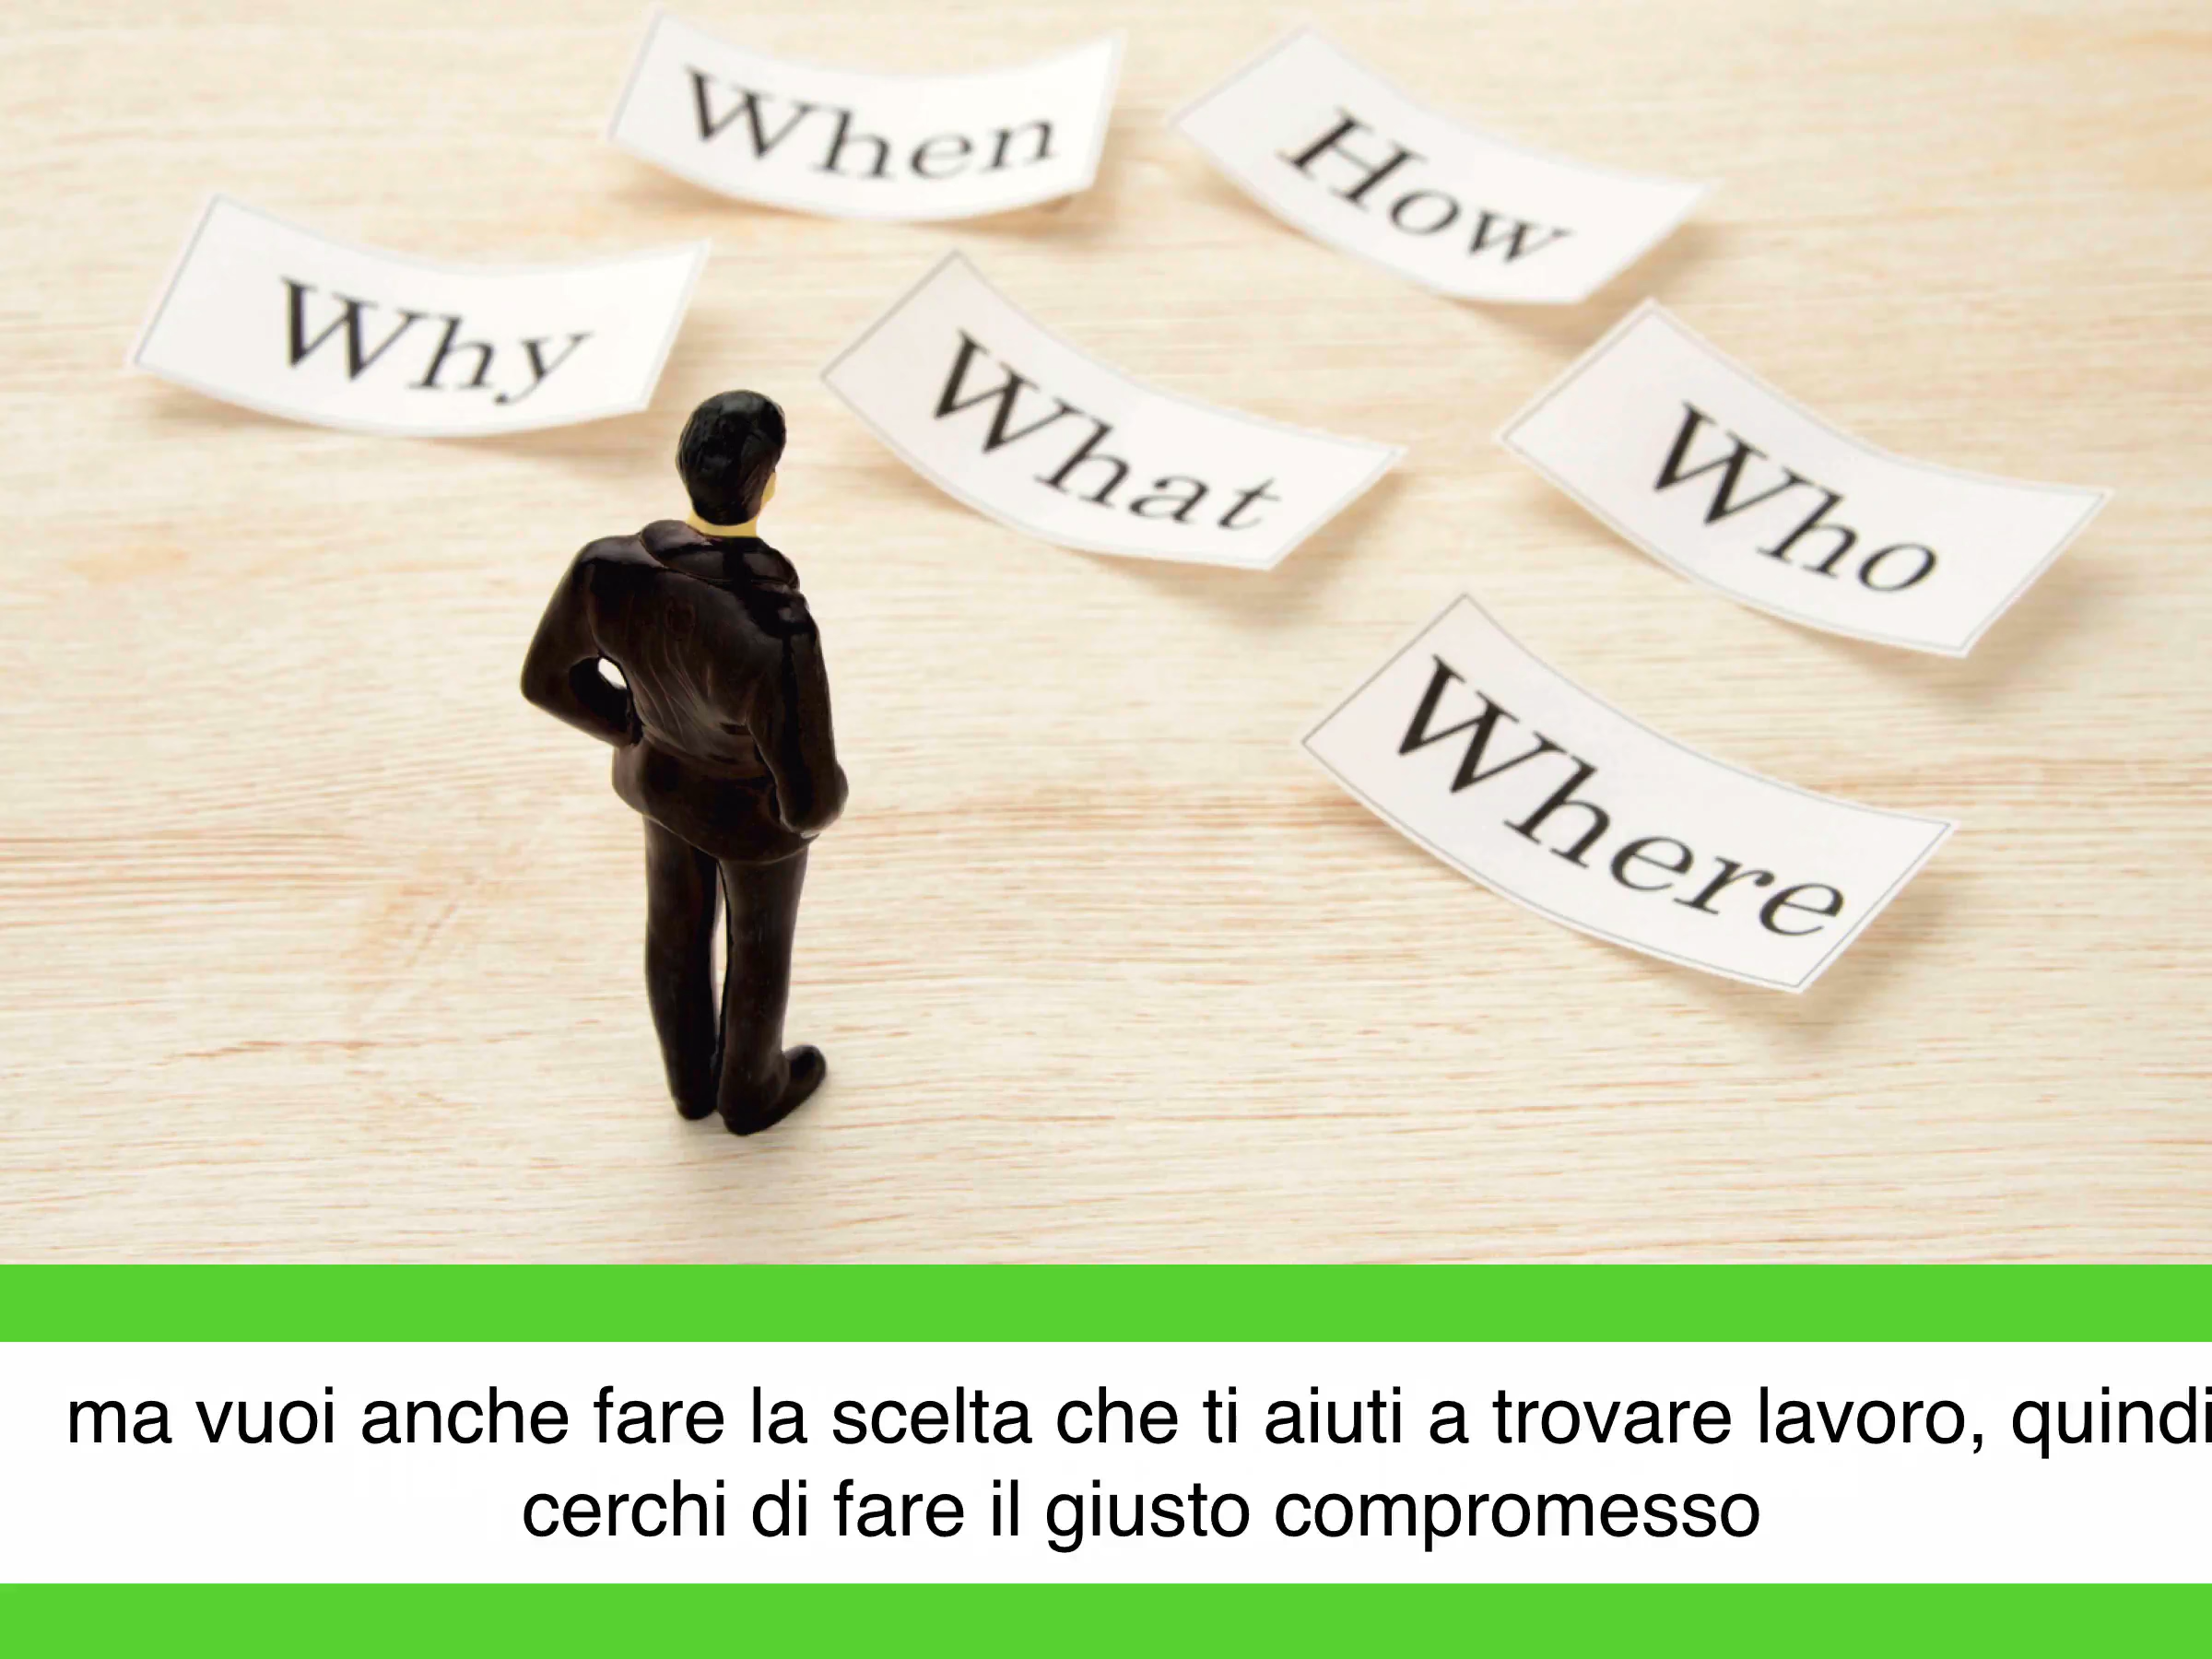 When
How
Why
What
Who
Where
ma vuoi anche fare la scelta che ti aiuti a trovare lavoro, quindi
cerchi di fare il giusto compromesso